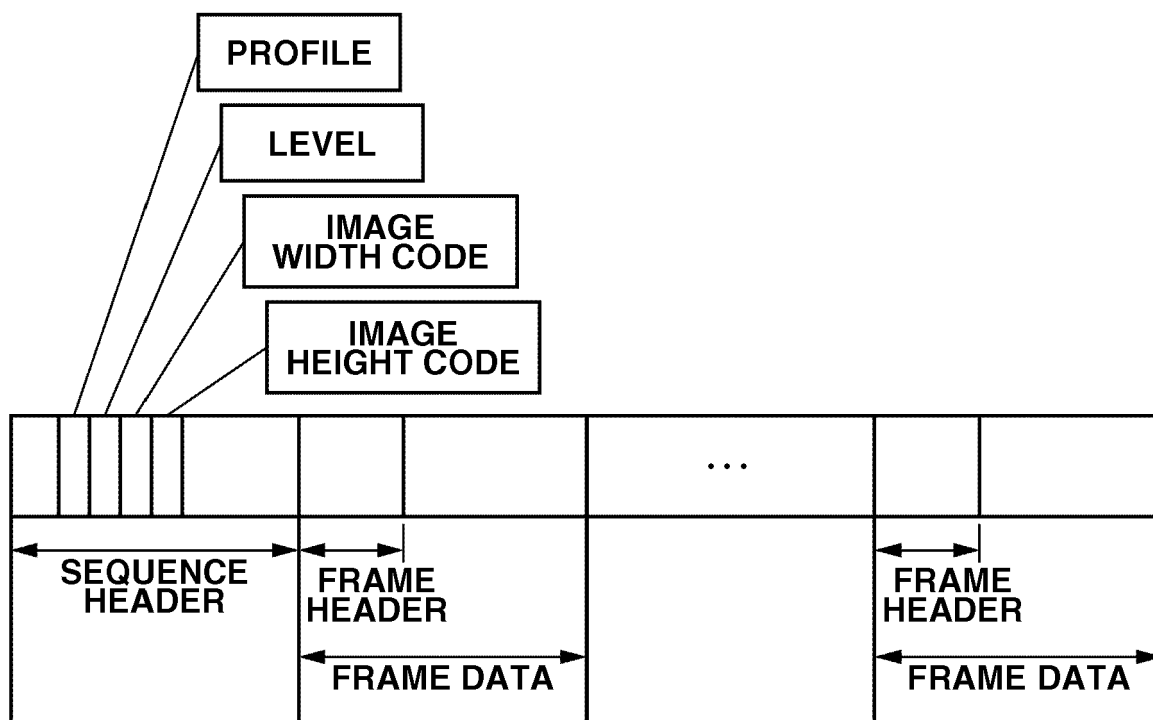 PROFILE
LEVEL
IMAGE
WIDTH CODE
IMAGE
HEIGHT CODE
...
SEQUENCE
HEADER
FRAME
HEADER
FRAME
HEADER
FRAME DATA
FRAME DATA